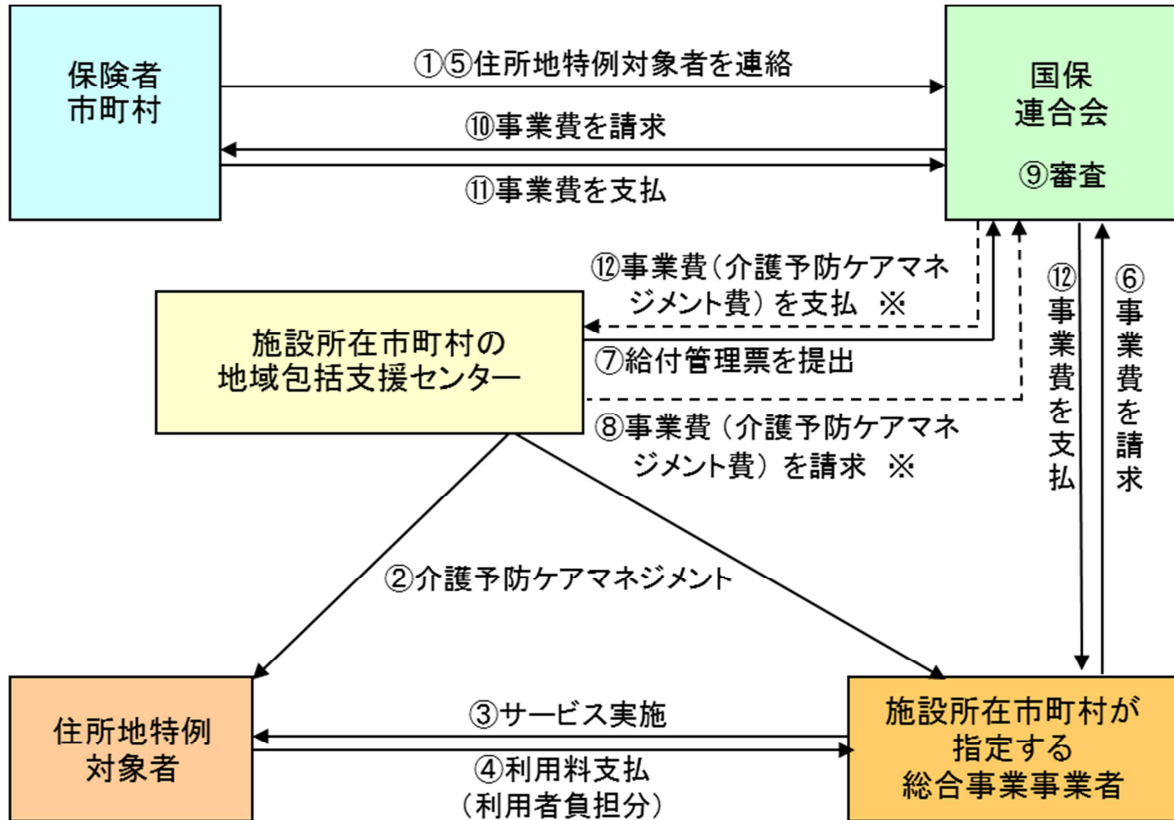 保険者
市町村
①⑤住所地特例対象者を連絡
⑩事業費を請求
⑪事業費を支払
国保
連合会
⑨審査
⑫事業費(介護予防ケアマネ
ジメント費)を支払 ※
施設所在市町村の
地域包括支援センター
⑦給付管理票を提出
⑧事業費(介護予防ケアマネ
ジメント費)を請求 ※
⑫事業費を支払
⑥事業費を請求
②介護予防ケアマネジメント
住所地特例
対象者
③サービス実施
④利用料支払
(利用者負担分)
施設所在市町村が
指定する
総合事業事業者